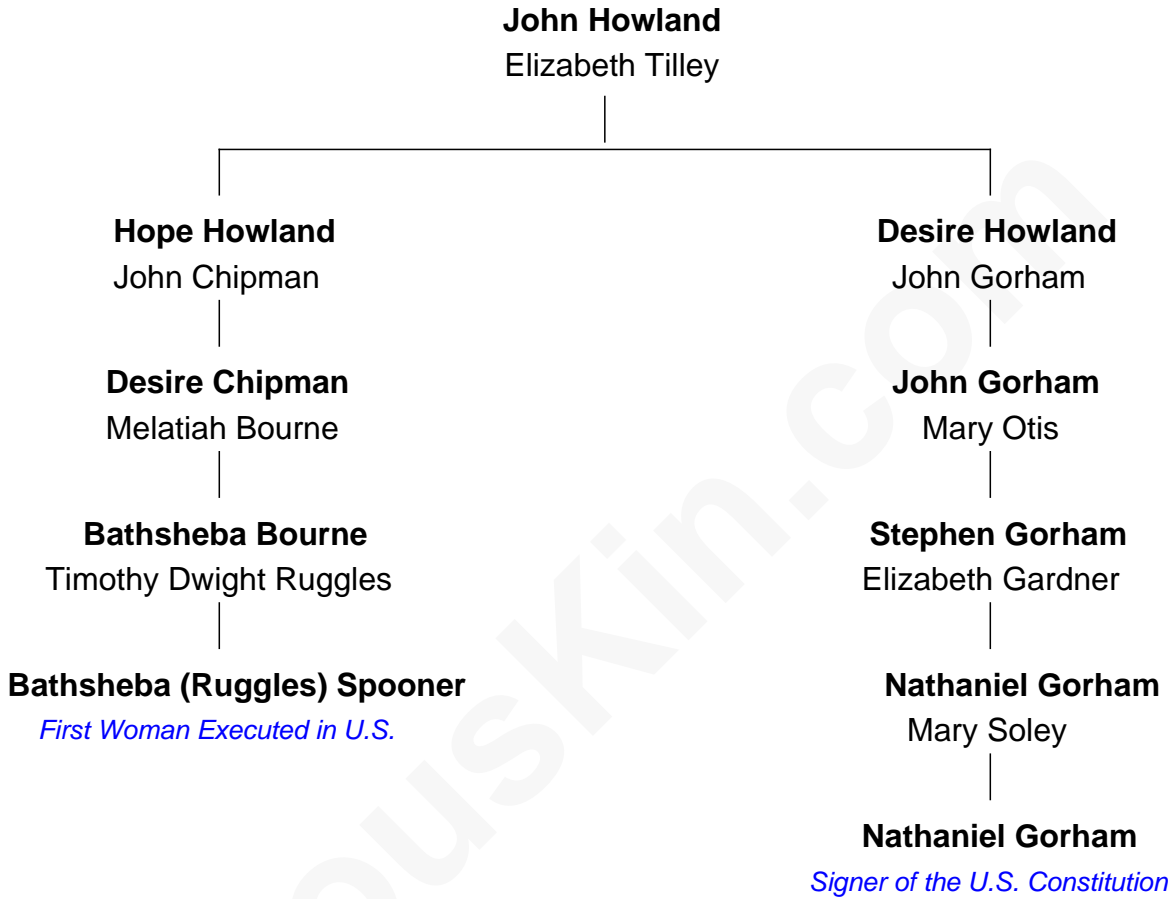 John Howland
Elizabeth Tilley
Hope Howland
John Chipman
Desire Howland
John Gorham
Desire Chipman
Melatiah Bourne
John Gorham
Mary Otis
Bathsheba Bourne
Timothy Dwight Ruggles
Stephen Gorham
Elizabeth Gardner
Bathsheba (Ruggles) Spooner
First Woman Executed in U.S.
Nathaniel Gorham
Mary Soley
Nathaniel Gorham
Signer of the U.S. Constitution
ousKin.com